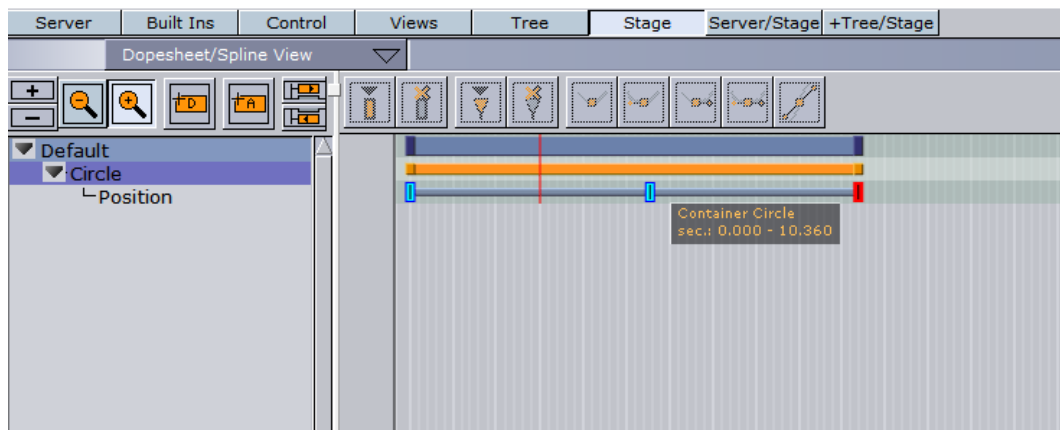 Server Built Ins Control Views Tree Stage Server/Stage +Tree/Stage
Dopesheet/Spline View
+
−
D A
Default
Circle
Position
Container Circle
sec.: 0.000 - 10.360